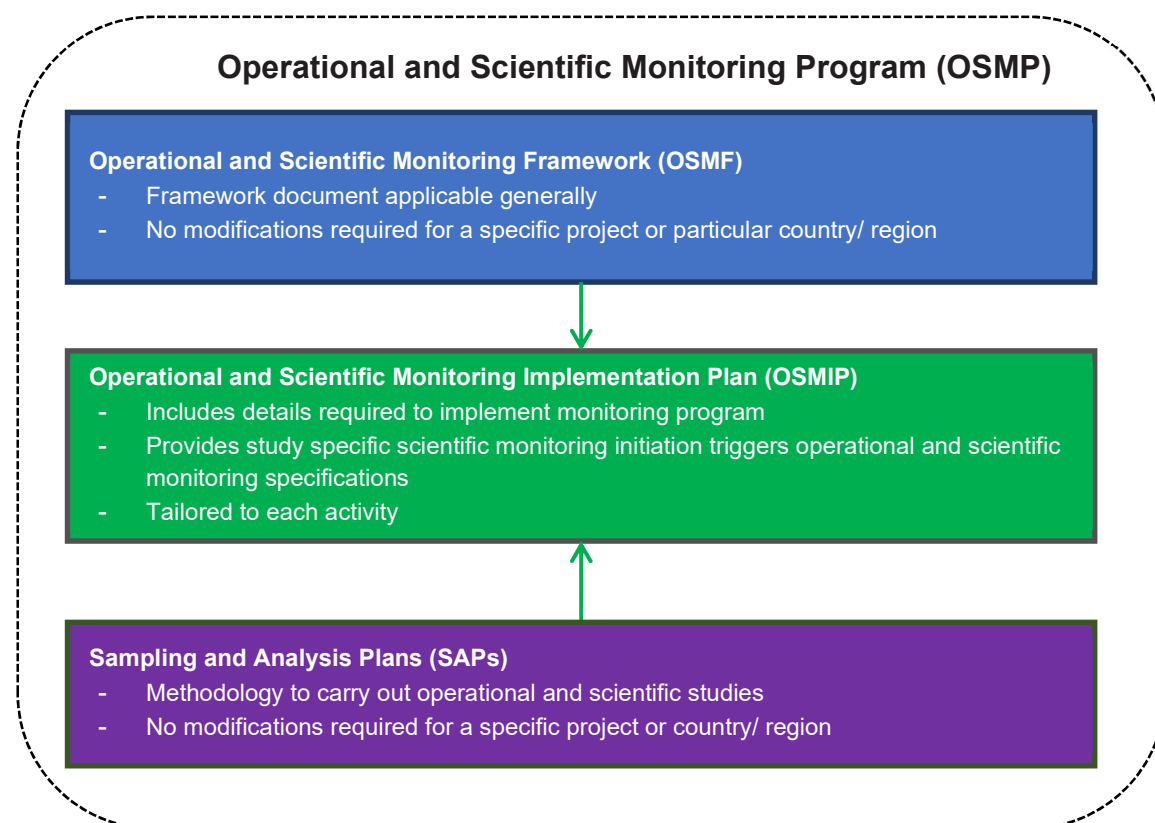 Operational and Scientific Monitoring Program (OSMP)
Operational and Scientific Monitoring Framework (OSMF)
- Framework document applicable generally
- No modifications required for a specific project or particular country/ region
Operational and Scientific Monitoring Implementation Plan (OSMIP)
- Includes details required to implement monitoring program
- Provides study specific scientific monitoring initiation triggers operational and scientific
monitoring specifications
- Tailored to each activity
Sampling and Analysis Plans (SAPs)
- Methodology to carry out operational and scientific studies
- No modifications required for a specific project or country/ region